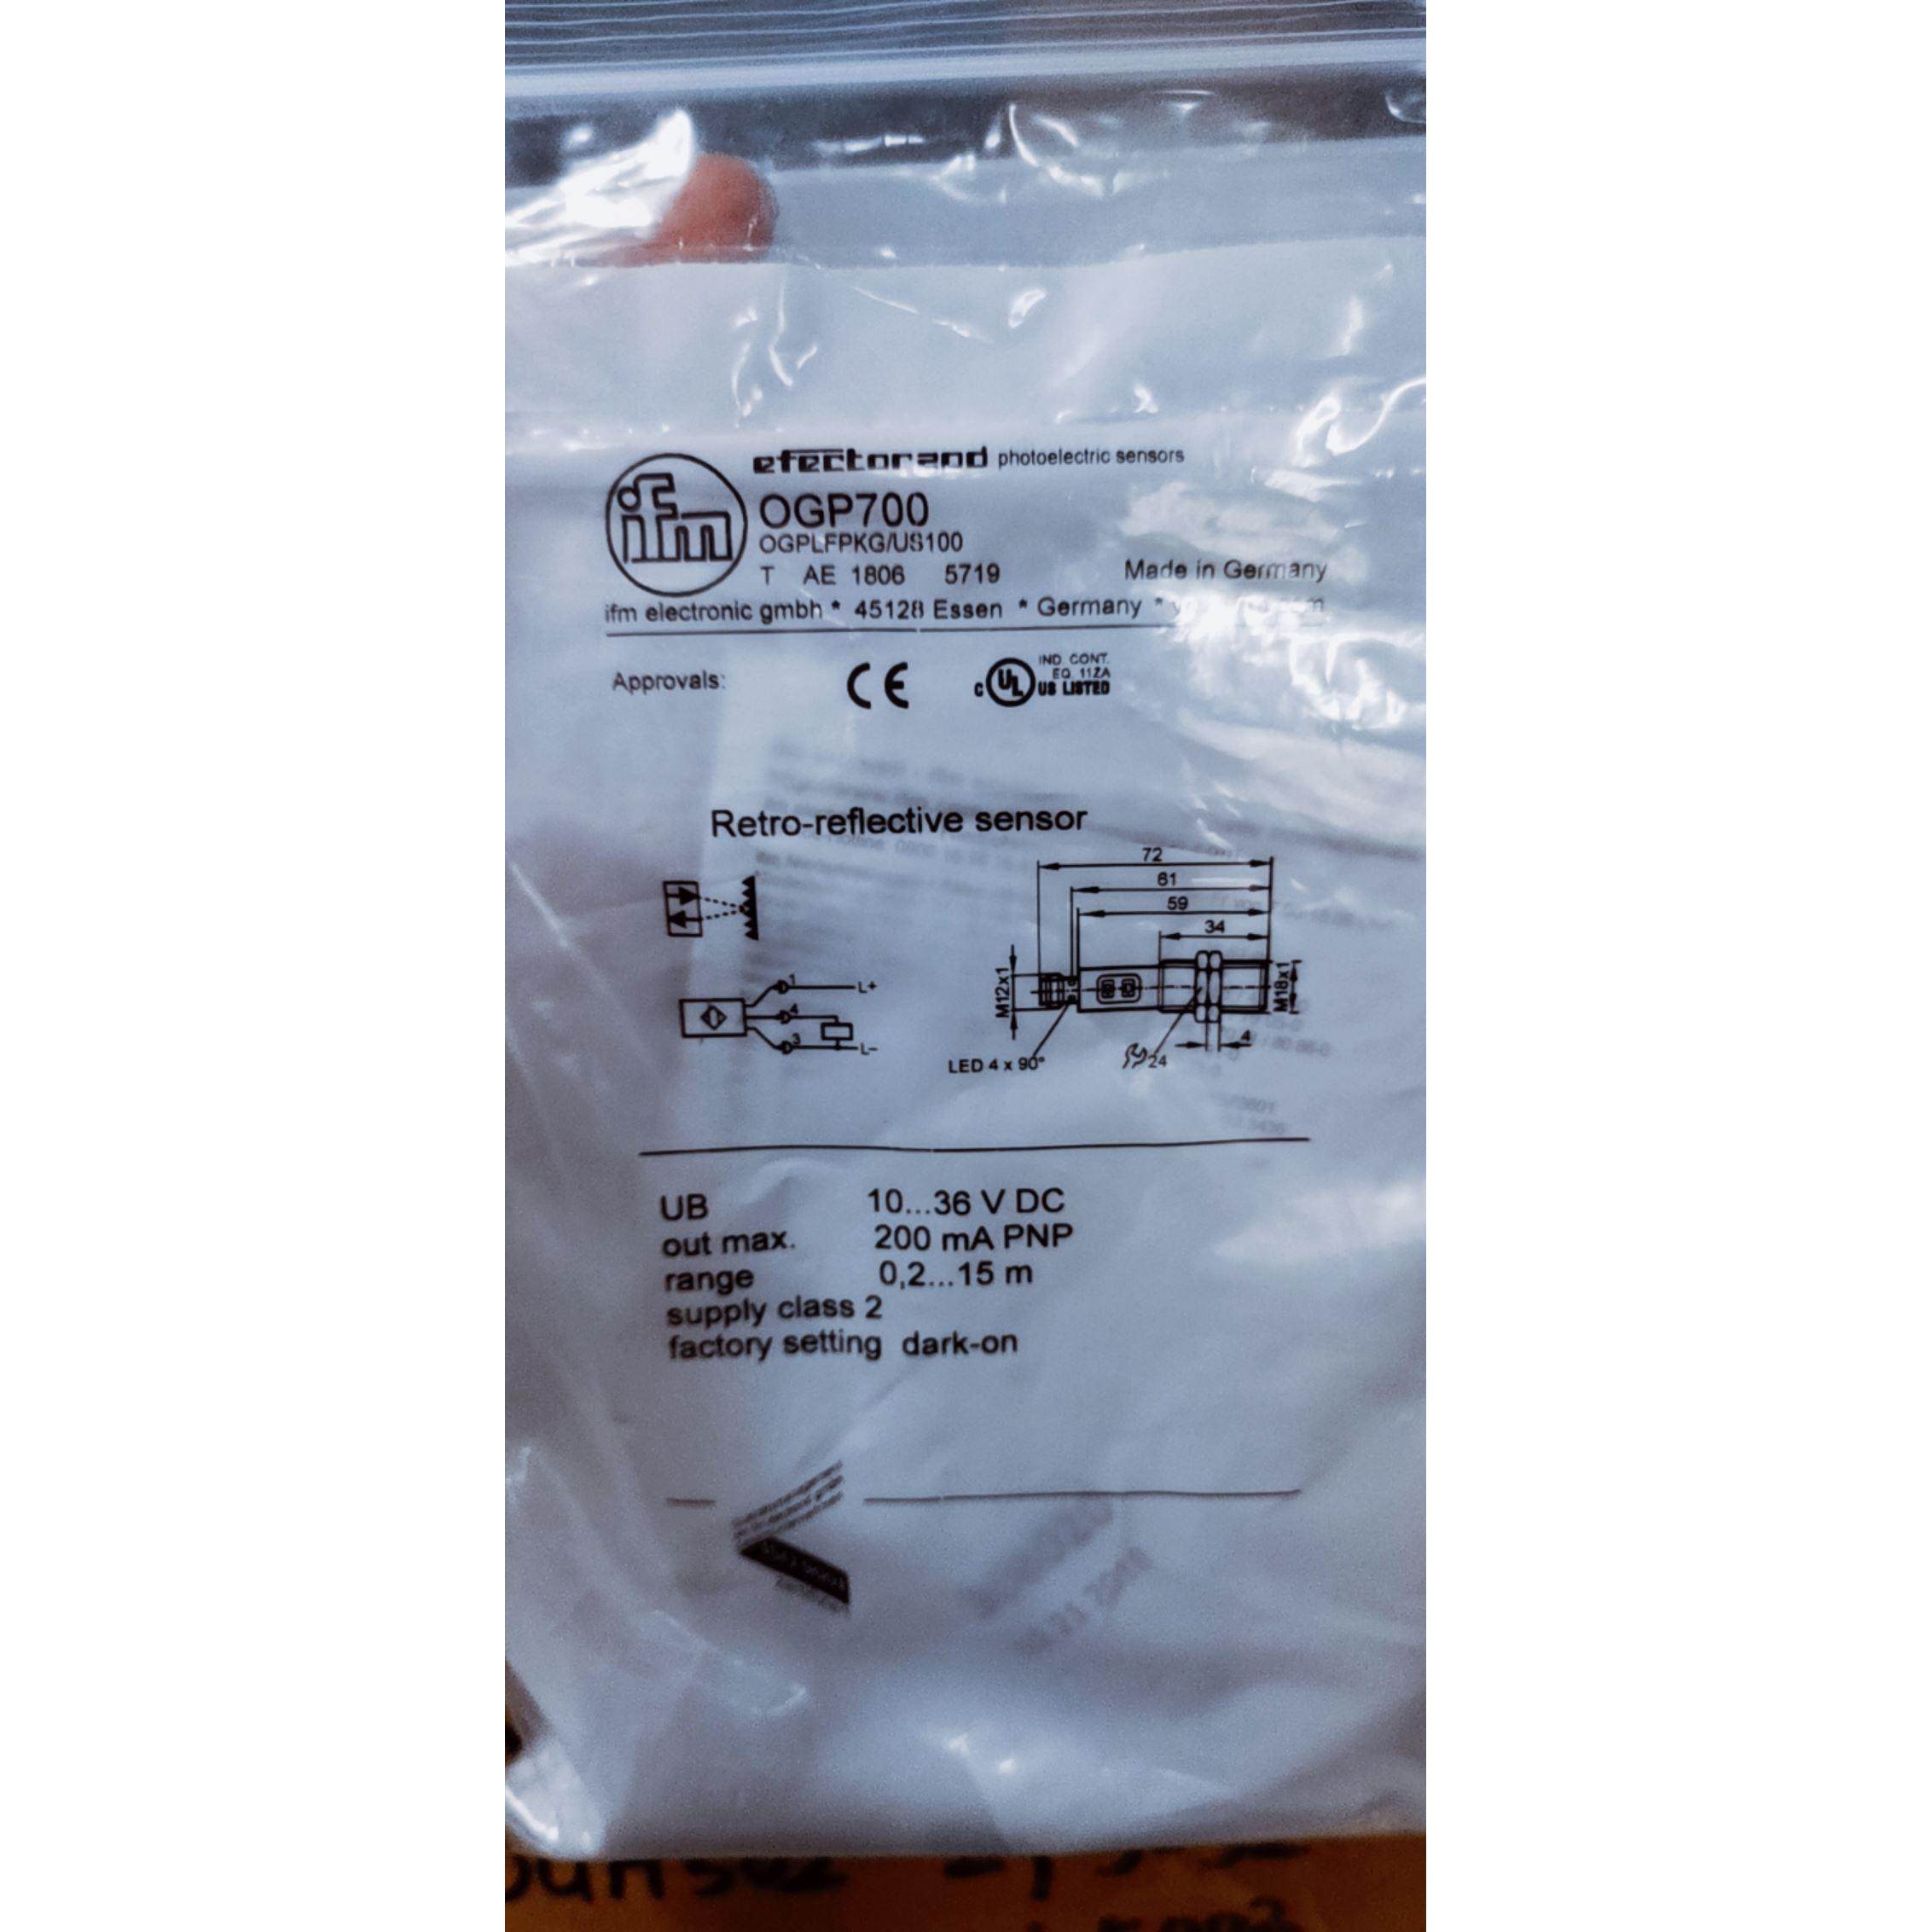 efectorand photoelectric sensors
ifm
OGP700
OGPLFPKG/US100
T AE 1806 5719 Made in Germany
ifm electronic gmbh * 45128 Essen * Germany *
Approvals: CE
c UL US LISTED
IND. CONT.
EQ. 11ZA
Retro-reflective sensor
72
61
59
34
M12x1
M18x1
1 L+
4
3 L-
LED 4 x 90°
24
4
UB 10...36 V DC
out max. 200 mA PNP
range 0,2...15 m
supply class 2
factory setting dark-on